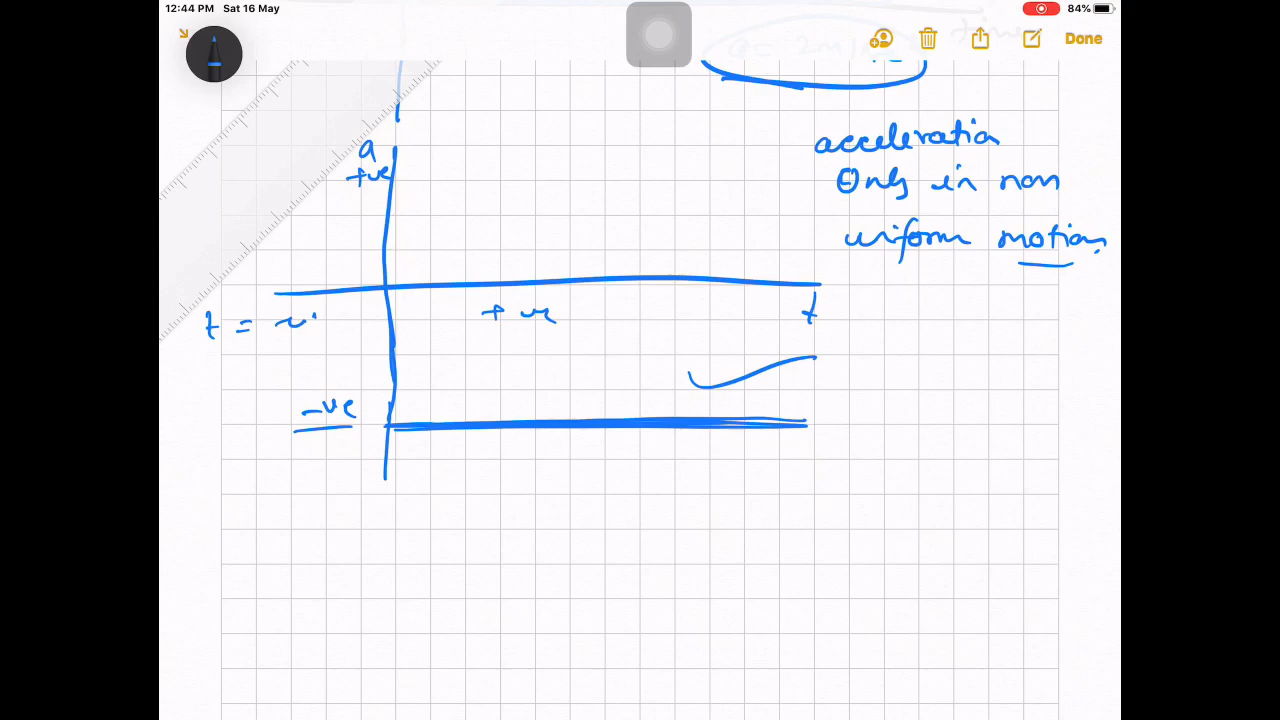 12:44 PM Sat 16 May
84%
Done
acceleration
Only in non
uniform motion
a
+ve
+ ve
t
t =
-ve